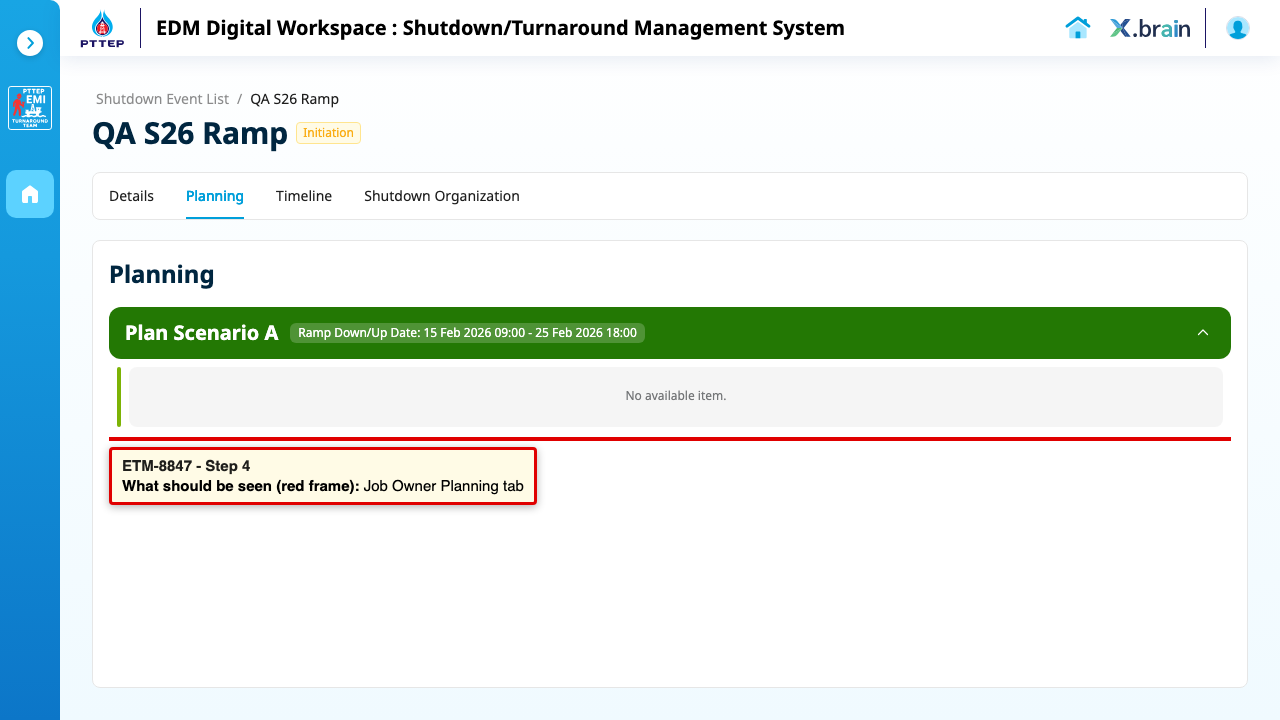 PTTEP
EDM Digital Workspace : Shutdown/Turnaround Management System
X.brain
PTTEP
EMI
TURNAROUND
TEAM
Shutdown Event List / QA S26 Ramp
QA S26 Ramp Initiation
Details Planning Timeline Shutdown Organization
Planning
Plan Scenario A Ramp Down/Up Date: 15 Feb 2026 09:00 - 25 Feb 2026 18:00
No available item.
ETM-8847 - Step 4
What should be seen (red frame): Job Owner Planning tab